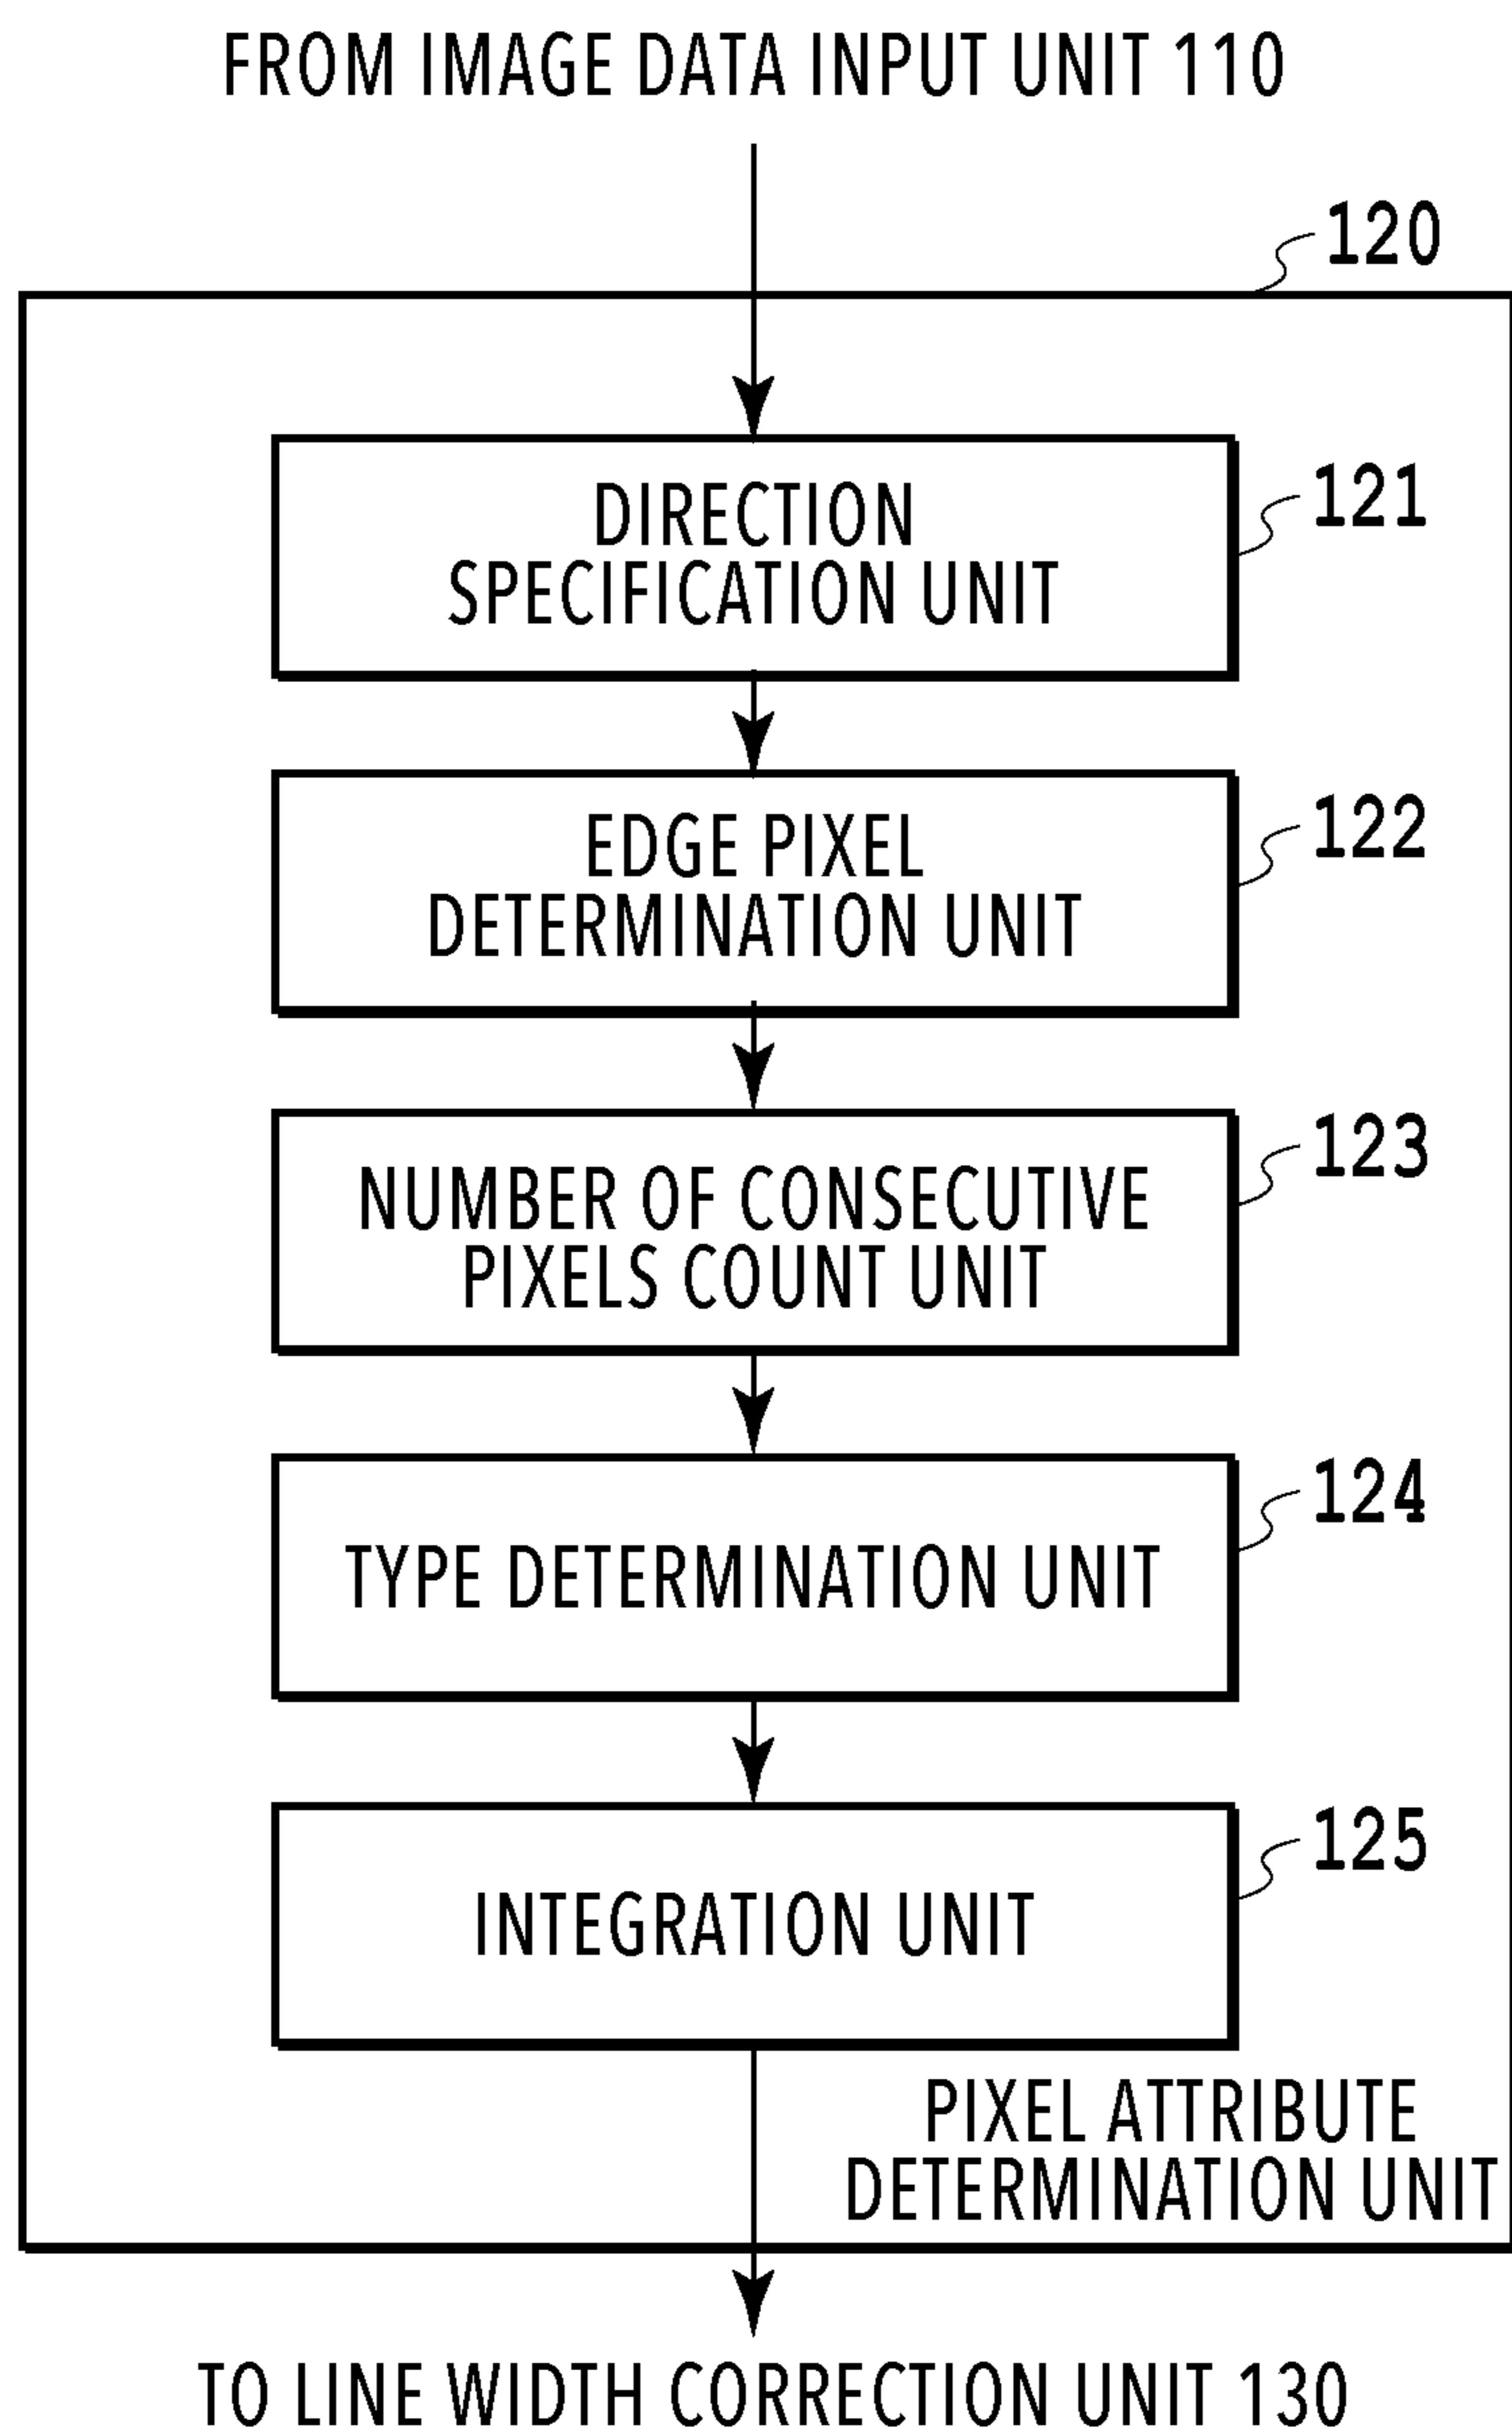 FROM IMAGE DATA INPUT UNIT 110
120
DIRECTION
SPECIFICATION UNIT
121
EDGE PIXEL
DETERMINATION UNIT
122
NUMBER OF CONSECUTIVE
PIXELS COUNT UNIT
123
TYPE DETERMINATION UNIT
124
INTEGRATION UNIT
125
PIXEL ATTRIBUTE
DETERMINATION UNIT
TO LINE WIDTH CORRECTION UNIT 130